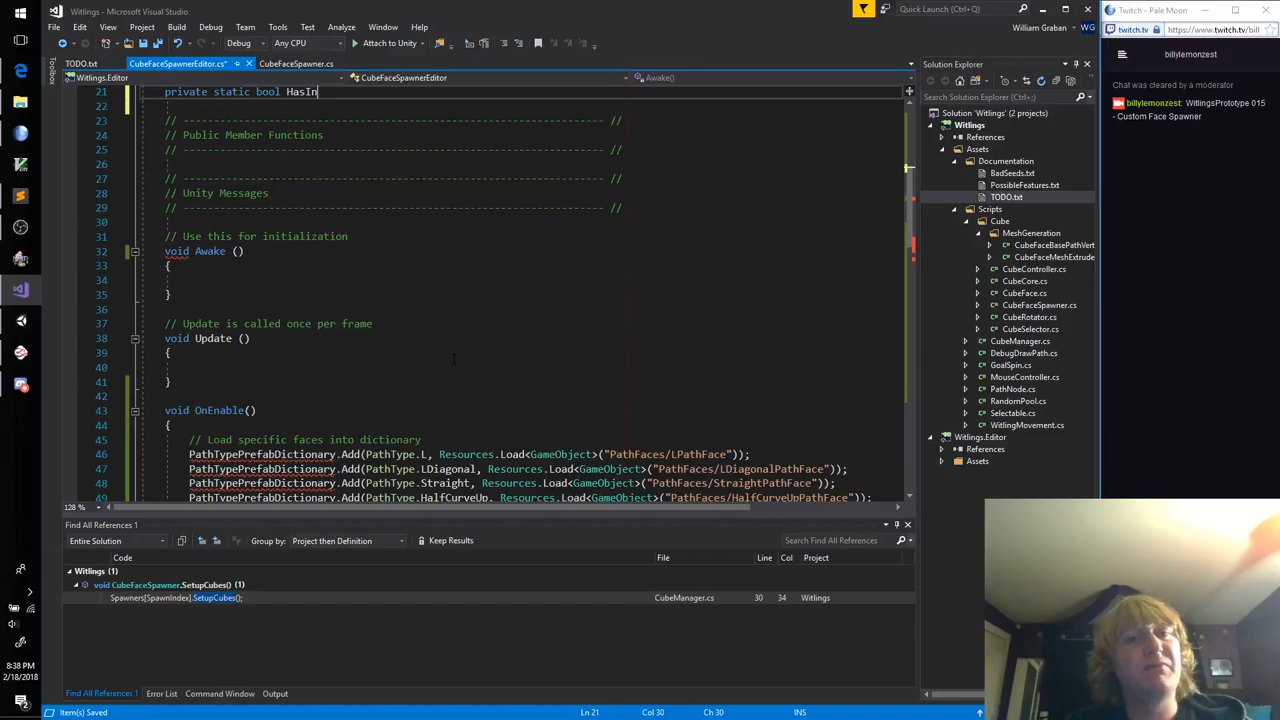 Witlings - Microsoft Visual Studio
Quick Launch (Ctrl+Q)
File Edit View Project Build Debug Team Tools Architecture Test Analyze Window Help
William Graban WG
Debug Any CPU Attach to Unity
TODO.txt CubeFaceSpawnerEditor.cs* CubeFaceSpawner.cs
Witlings.Editor CubeFaceSpawnerEditor Awake()
Toolbox
21 private static bool HasIn
22
23 // ---------------------------------------------------------------------- //
24 // Public Member Functions
25 // ---------------------------------------------------------------------- //
26
27 // ---------------------------------------------------------------------- //
28 // Unity Messages
29 // ---------------------------------------------------------------------- //
30
31 // Use this for initialization
32 void Awake ()
33 {
34
35 }
36
37 // Update is called once per frame
38 void Update ()
39 {
40
41 }
42
43 void OnEnable()
44 {
45 // Load specific faces into dictionary
46 PathTypePrefabDictionary.Add(PathType.L, Resources.Load<GameObject>("PathFaces/LPathFace"));
47 PathTypePrefabDictionary.Add(PathType.LDiagonal, Resources.Load<GameObject>("PathFaces/LDiagonalPathFace"));
48 PathTypePrefabDictionary.Add(PathType.Straight, Resources.Load<GameObject>("PathFaces/StraightPathFace"));
49 PathTypePrefabDictionary.Add(PathType.HalfCurveUp, Resources.Load<GameObject>("PathFaces/HalfCurveUpPathFace"));
128 %
Find All References 1
Entire Solution Group by: Project then Definition Keep Results Search Find All References
Code File Line Col Project
Witlings (1)
void CubeFaceSpawner.SetupCubes() (1)
Spawners[SpawnIndex].SetupCubes(); CubeManager.cs 30 34 Witlings
Find All References 1 Error List Command Window Output
Item(s) Saved Ln 21 Col 30 Ch 30 INS
Solution Explorer
Search Solution Explorer (Ctrl+;)
Solution 'Witlings' (2 projects)
Witlings
References
Assets
Documentation
BadSeeds.txt
PossibleFeatures.txt
TODO.txt
Scripts
Cube
MeshGeneration
CubeFaceBasePathVert
CubeFaceMeshExtrude
CubeController.cs
CubeCore.cs
CubeFace.cs
CubeFaceSpawner.cs
CubeRotator.cs
CubeSelector.cs
CubeManager.cs
DebugDrawPath.cs
GoalSpin.cs
MouseController.cs
PathNode.cs
RandomPool.cs
Selectable.cs
WitlingMovement.cs
Witlings.Editor
References
Assets
Twitch - Pale Moon
twitch.tv https://www.twitch.tv/bill
billylemonzest
Chat was cleared by a moderator
billylemonzest: WitlingsPrototype 015
- Custom Face Spawner
8:38 PM
2/18/2018